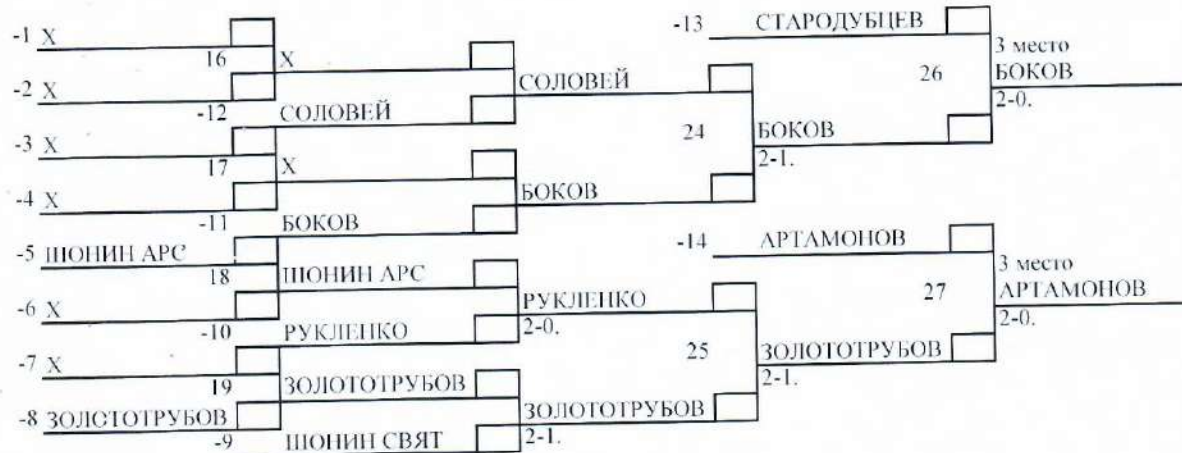 -1 X
16
X
-2 X
-12
СОЛОВЕЙ
СОЛОВЕЙ
-3 X
17
X
-4 X
-11
БОКОВ
БОКОВ
24
БОКОВ
2-1.
-13 СТАРОДУБЦЕВ
26
3 место
БОКОВ
2-0.
-5 ШОНИН АРС
18
ШОНИН АРС
-6 X
-10
РУКЛЕНКО
РУКЛЕНКО
2-0.
-7 X
19
ЗОЛОТОТРУБОВ
-8 ЗОЛОТОТРУБОВ
-9
ШОНИН СВЯТ
ЗОЛОТОТРУБОВ
2-1.
25
ЗОЛОТОТРУБОВ
2-1.
-14 АРТАМОНОВ
27
3 место
АРТАМОНОВ
2-0.